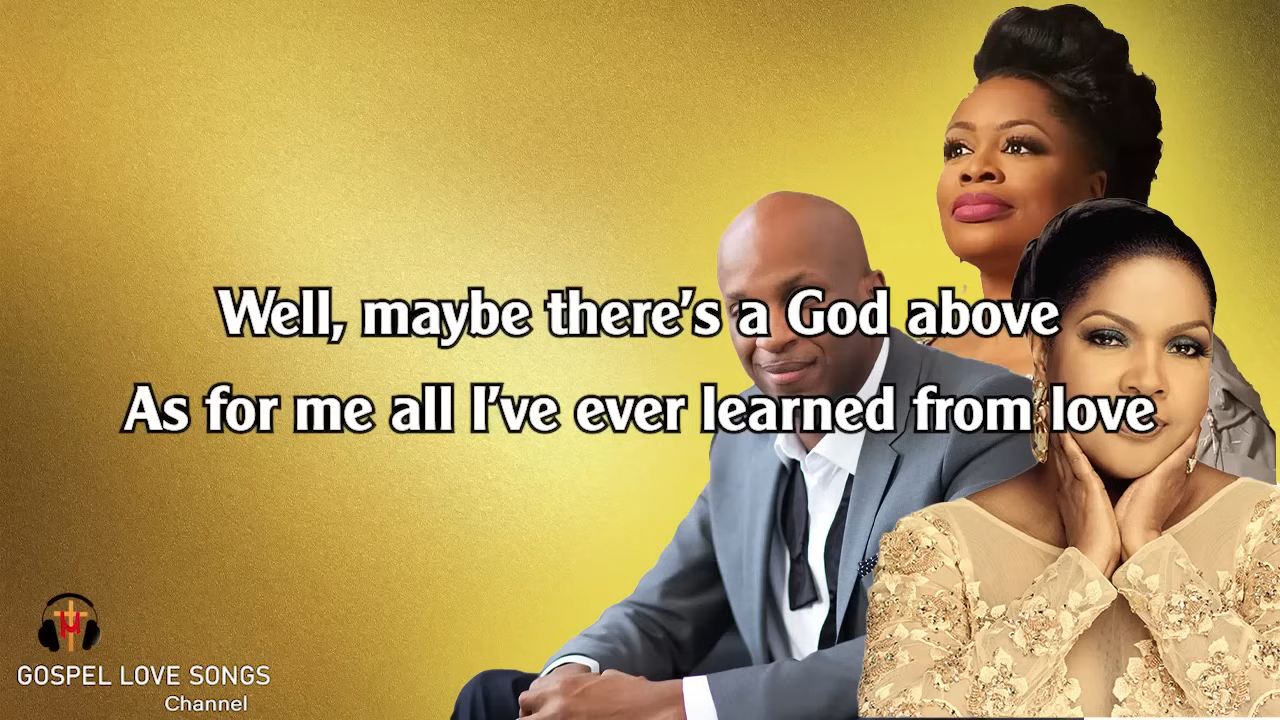 Well, maybe there's a God above
As for me all I've ever learned from love
GOSPEL LOVE SONGS
Channel